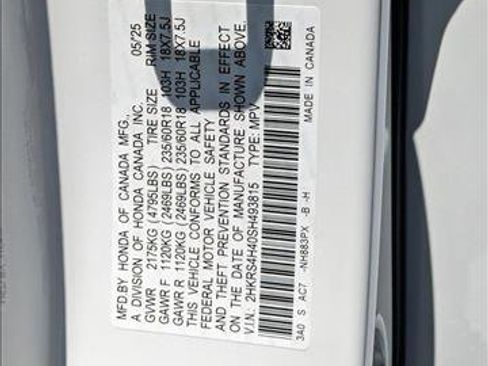 MFD.BY HONDA OF CANADA MFG., 05/25
A DIVISION OF HONDA CANADA INC.
GVWR 2175KG (4795LBS) TIRE SIZE RIM SIZE
GAWR F 1120KG (2469LBS) 235/60R18 103H 18X7.5J
GAWR R 1120KG (2469LBS) 235/60R18 103H 18X7.5J
THIS VEHICLE CONFORMS TO ALL APPLICABLE
FEDERAL MOTOR VEHICLE SAFETY
AND THEFT PREVENTION STANDARDS IN EFFECT
ON THE DATE OF MANUFACTURE SHOWN ABOVE.
V.I.N. 2HKRS4H40SH493815 TYPE: MPV
3A0 S AC7 -NH883PX -B -H MADE IN CANADA